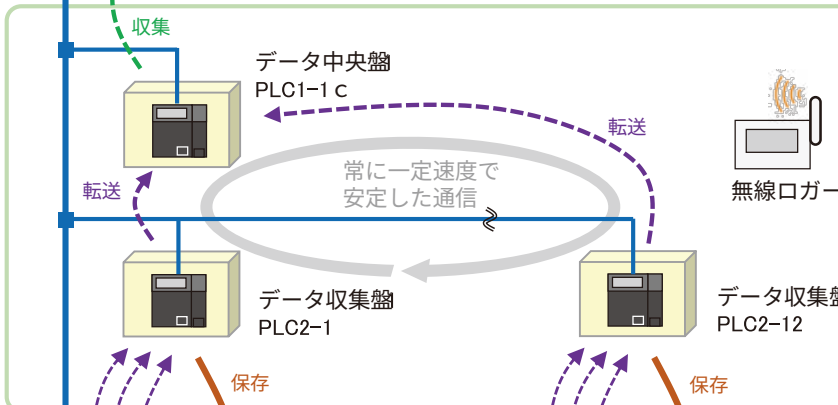 収集
データ中央盤
PLC1-1ｃ
転送
常に一定速度で
安定した通信
転送
無線ロガー
データ収集盤
PLC2-1
データ収集盤
PLC2-12
保存
保存